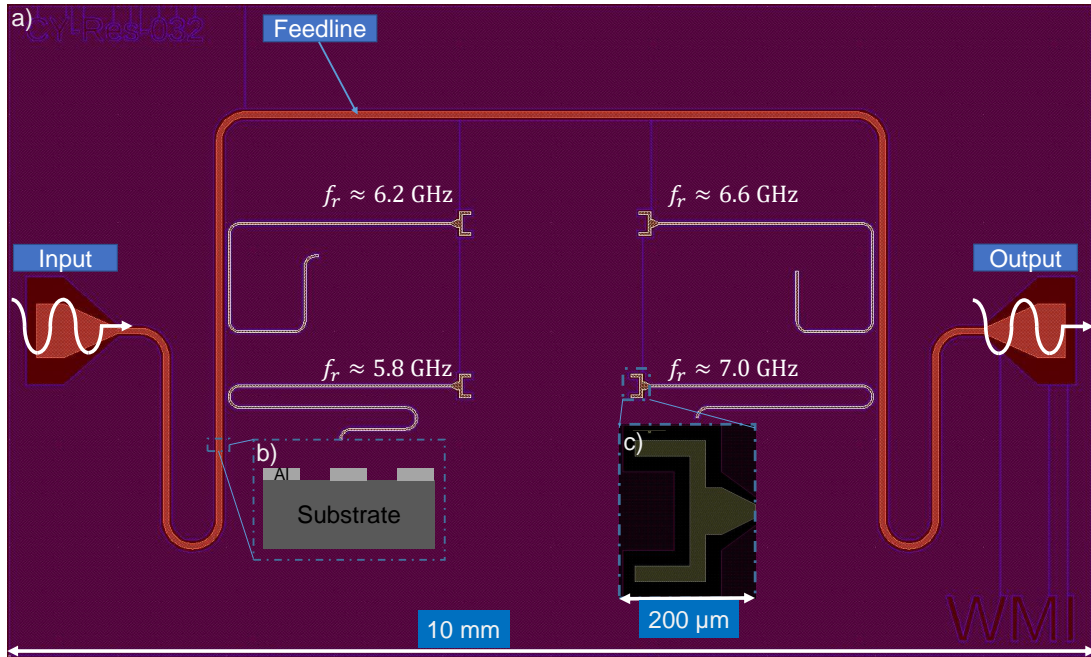 a)
CY-Res-032
Feedline
fᵣ ≈ 6.2 GHz
fᵣ ≈ 6.6 GHz
Input
Output
fᵣ ≈ 5.8 GHz
fᵣ ≈ 7.0 GHz
b)
Al
Substrate
c)
200 µm
10 mm
WMI